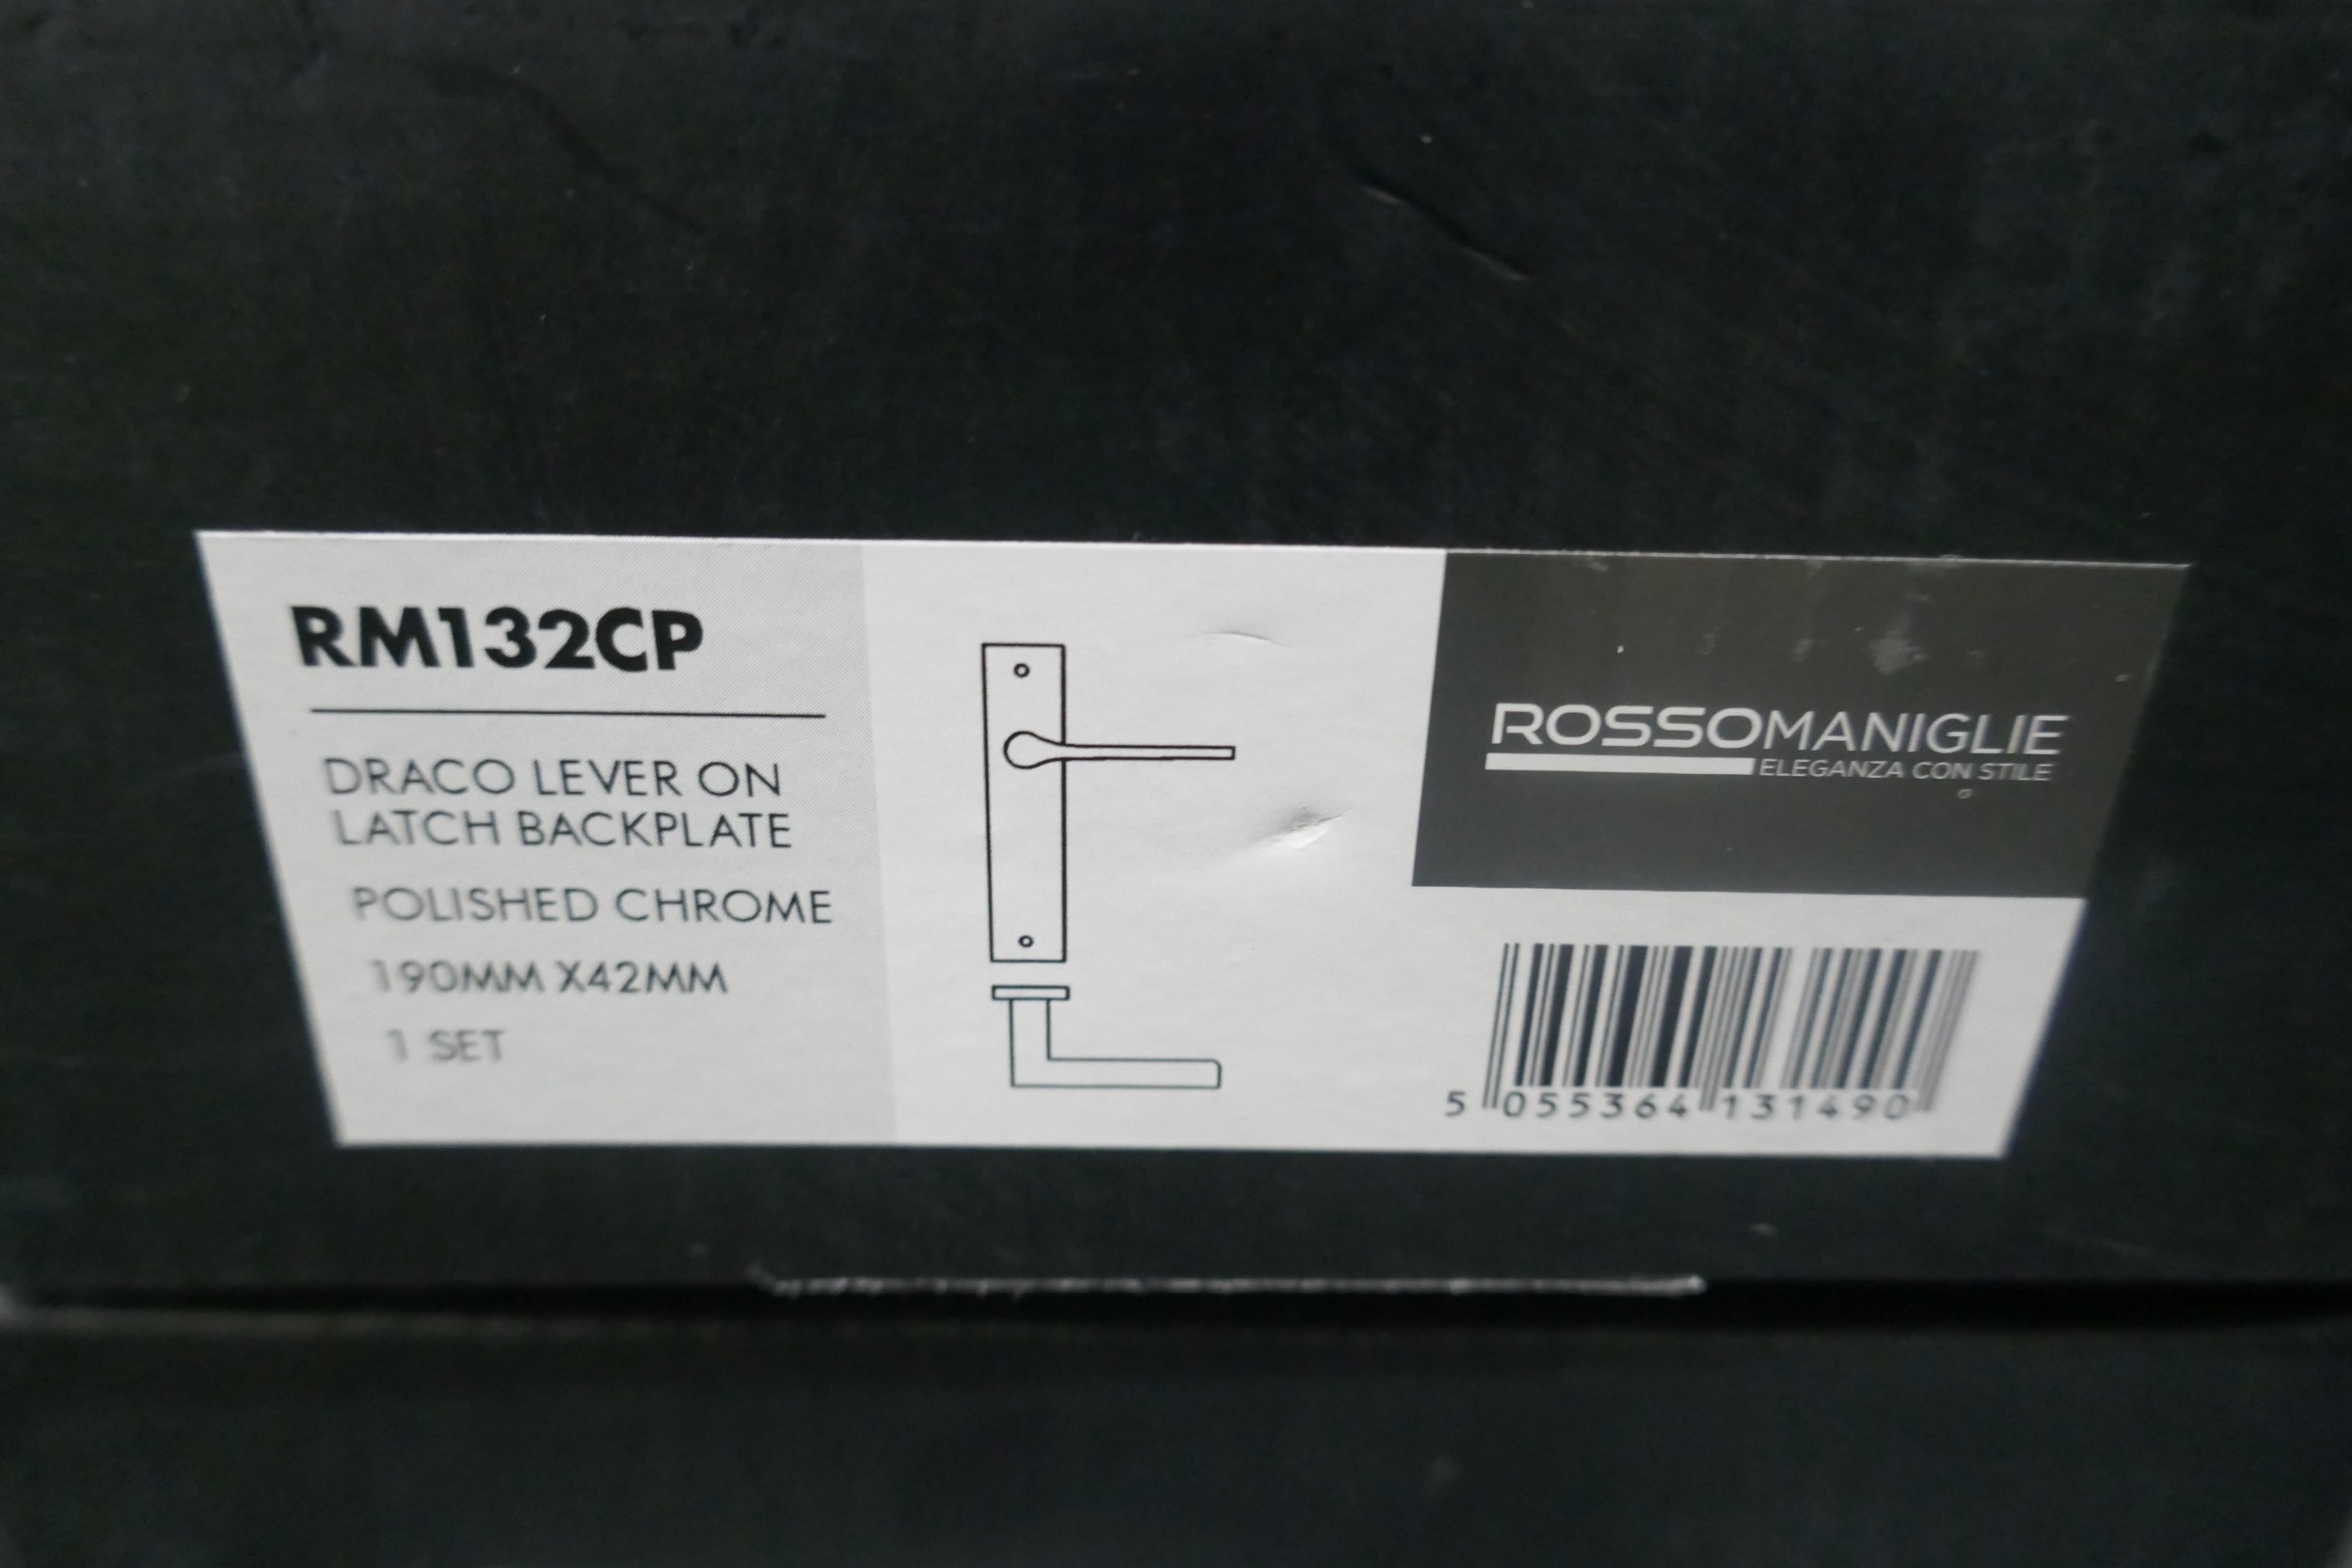 RM132CP
DRACO LEVER ON
LATCH BACKPLATE
POLISHED CHROME
190MM X42MM
1 SET
ROSSOMANIGLIE
ELEGANZA CON STILE
5 055364 131490